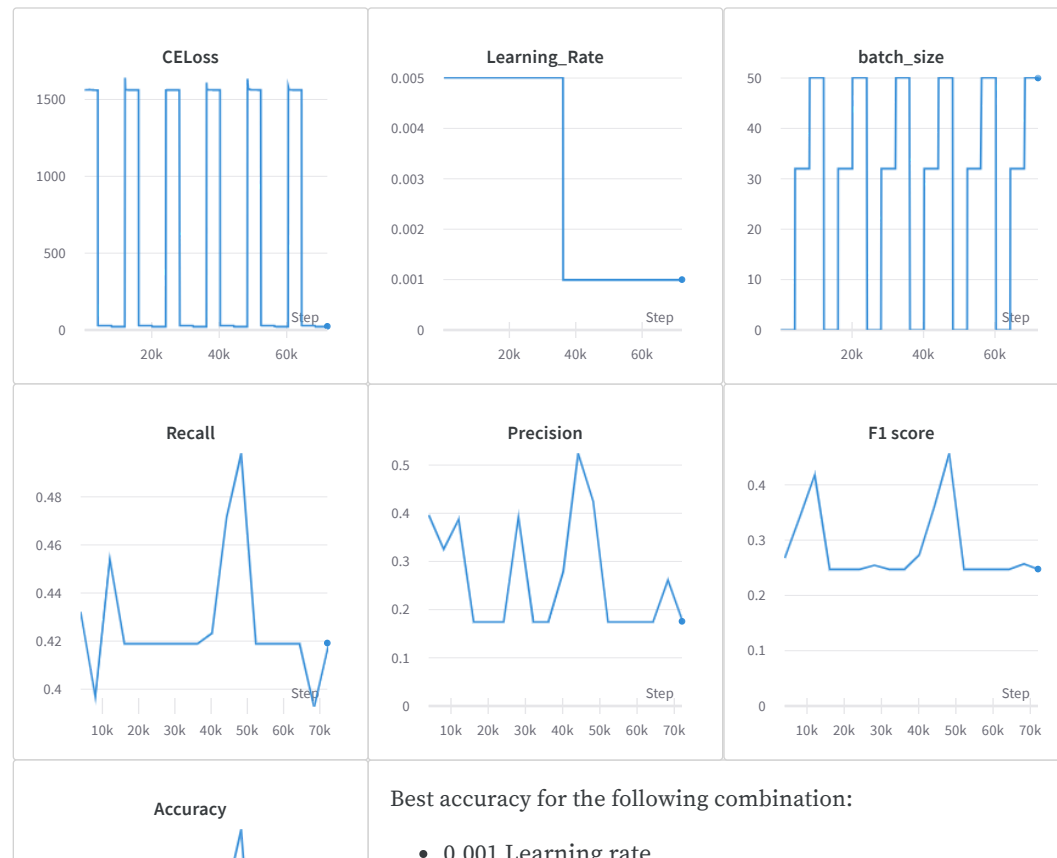 CELoss
1500
1000
500
0
20k 40k 60k
Step
Learning_Rate
0.005
0.004
0.003
0.002
0.001
0
20k 40k 60k
Step
batch_size
50
40
30
20
10
0
20k 40k 60k
Step
Recall
0.48
0.46
0.44
0.42
0.4
10k 20k 30k 40k 50k 60k 70k
Step
Precision
0.5
0.4
0.3
0.2
0.1
0
10k 20k 30k 40k 50k 60k 70k
Step
F1 score
0.4
0.3
0.2
0.1
0
10k 20k 30k 40k 50k 60k 70k
Step
Accuracy
Best accuracy for the following combination:
• 0.001 Learning rate